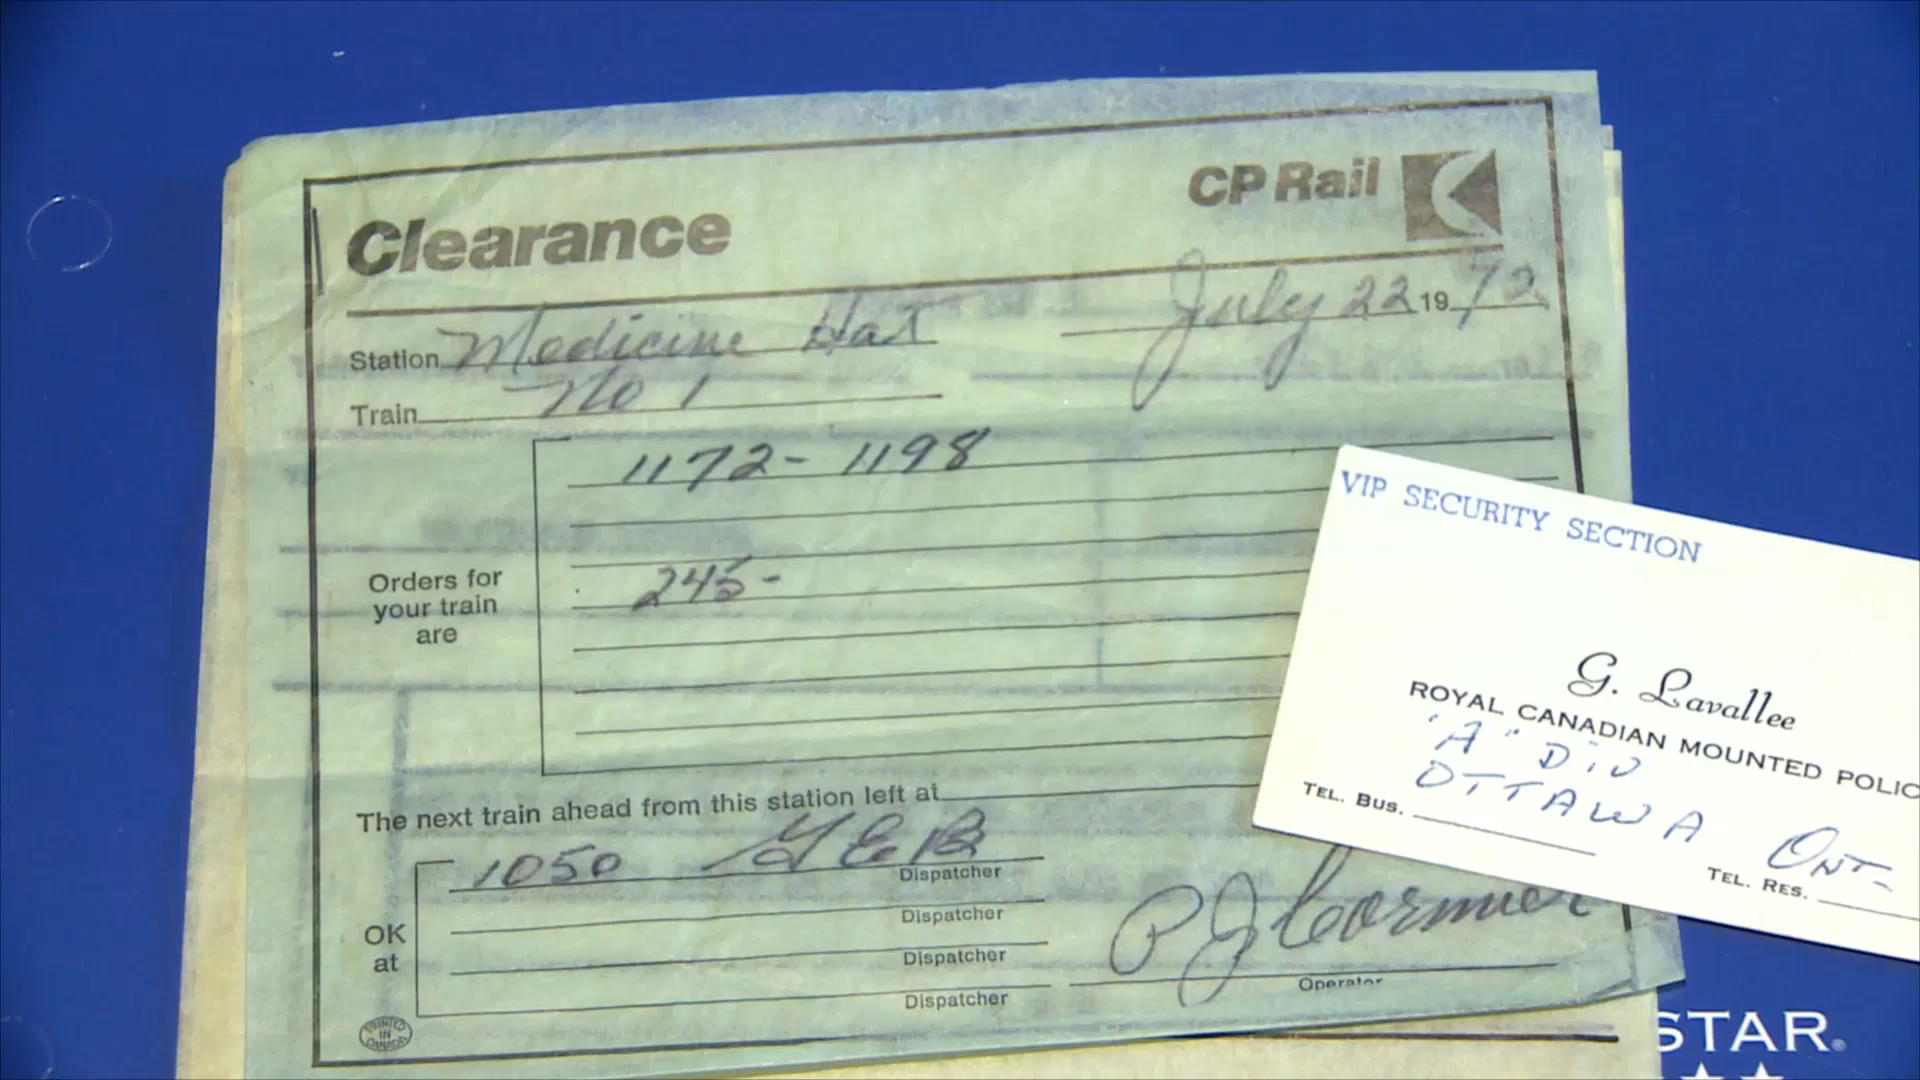 CP Rail
Clearance
July 22 1972
Station Medicine Hat
Train No 1
1172- 1198
245-
Orders for
your train
are
The next train ahead from this station left at
1050 GEB
Dispatcher
Dispatcher
OK
at
Dispatcher
Dispatcher
P J Cormier
Operator
PRINTED
IN
CANADA
VIP SECURITY SECTION
G. Lavallee
ROYAL CANADIAN MOUNTED POLIC
"A" DIV
OTTAWA ONT-
TEL. BUS.
TEL. RES.
STAR®